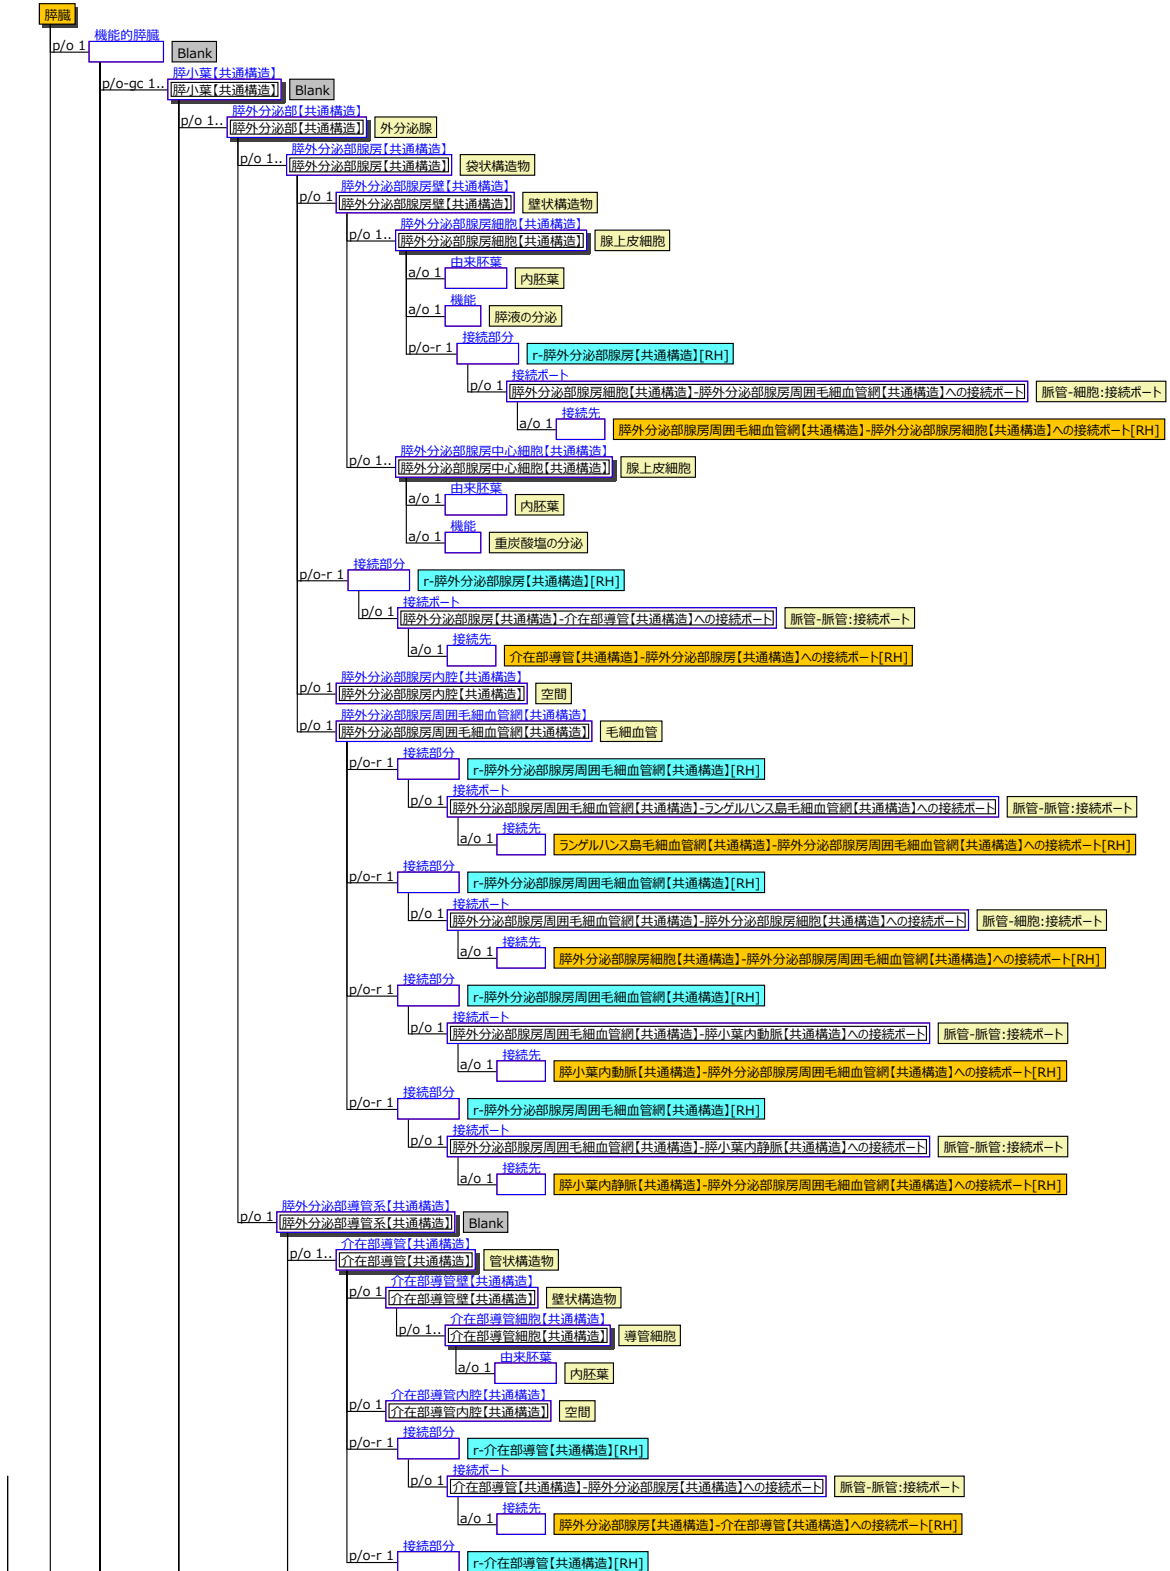 膵臓
機能的膵臓
p/o 1 Blank
膵小葉【共通構造】
p/o-gc 1.. 膵小葉【共通構造】 Blank
膵外分泌部【共通構造】
p/o 1.. 膵外分泌部【共通構造】 外分泌腺
膵外分泌部腺房【共通構造】
p/o 1.. 膵外分泌部腺房【共通構造】 袋状構造物
膵外分泌部腺房壁【共通構造】
p/o 1 膵外分泌部腺房壁【共通構造】 壁状構造物
膵外分泌部腺房細胞【共通構造】
p/o 1.. 膵外分泌部腺房細胞【共通構造】 腺上皮細胞
由来胚葉
a/o 1 内胚葉
機能
a/o 1 膵液の分泌
接続部分
p/o-r 1 r-膵外分泌部腺房【共通構造】[RH]
接続ポート
p/o 1 膵外分泌部腺房細胞【共通構造】-膵外分泌部腺房周囲毛細血管網【共通構造】への接続ポート 脈管-細胞:接続ポート
接続先
a/o 1 膵外分泌部腺房周囲毛細血管網【共通構造】-膵外分泌部腺房細胞【共通構造】への接続ポート[RH]
膵外分泌部腺房中心細胞【共通構造】
p/o 1.. 膵外分泌部腺房中心細胞【共通構造】 腺上皮細胞
由来胚葉
a/o 1 内胚葉
機能
a/o 1 重炭酸塩の分泌
接続部分
p/o-r 1 r-膵外分泌部腺房【共通構造】[RH]
接続ポート
p/o 1 膵外分泌部腺房【共通構造】-介在部導管【共通構造】への接続ポート 脈管-脈管:接続ポート
接続先
a/o 1 介在部導管【共通構造】-膵外分泌部腺房【共通構造】への接続ポート[RH]
膵外分泌部腺房内腔【共通構造】
p/o 1 膵外分泌部腺房内腔【共通構造】 空間
膵外分泌部腺房周囲毛細血管網【共通構造】
p/o 1 膵外分泌部腺房周囲毛細血管網【共通構造】 毛細血管
接続部分
p/o-r 1 r-膵外分泌部腺房周囲毛細血管網【共通構造】[RH]
接続ポート
p/o 1 膵外分泌部腺房周囲毛細血管網【共通構造】-ランゲルハンス島毛細血管網【共通構造】への接続ポート 脈管-脈管:接続ポート
接続先
a/o 1 ランゲルハンス島毛細血管網【共通構造】-膵外分泌部腺房周囲毛細血管網【共通構造】への接続ポート[RH]
接続部分
p/o-r 1 r-膵外分泌部腺房周囲毛細血管網【共通構造】[RH]
接続ポート
p/o 1 膵外分泌部腺房周囲毛細血管網【共通構造】-膵外分泌部腺房細胞【共通構造】への接続ポート 脈管-細胞:接続ポート
接続先
a/o 1 膵外分泌部腺房細胞【共通構造】-膵外分泌部腺房周囲毛細血管網【共通構造】への接続ポート[RH]
接続部分
p/o-r 1 r-膵外分泌部腺房周囲毛細血管網【共通構造】[RH]
接続ポート
p/o 1 膵外分泌部腺房周囲毛細血管網【共通構造】-膵小葉内動脈【共通構造】への接続ポート 脈管-脈管:接続ポート
接続先
a/o 1 膵小葉内動脈【共通構造】-膵外分泌部腺房周囲毛細血管網【共通構造】への接続ポート[RH]
接続部分
p/o-r 1 r-膵外分泌部腺房周囲毛細血管網【共通構造】[RH]
接続ポート
p/o 1 膵外分泌部腺房周囲毛細血管網【共通構造】-膵小葉内静脈【共通構造】への接続ポート 脈管-脈管:接続ポート
接続先
a/o 1 膵小葉内静脈【共通構造】-膵外分泌部腺房周囲毛細血管網【共通構造】への接続ポート[RH]
膵外分泌部導管系【共通構造】
p/o 1 膵外分泌部導管系【共通構造】 Blank
介在部導管【共通構造】
p/o 1.. 介在部導管【共通構造】 管状構造物
介在部導管壁【共通構造】
p/o 1 介在部導管壁【共通構造】 壁状構造物
介在部導管細胞【共通構造】
p/o 1.. 介在部導管細胞【共通構造】 導管細胞
由来胚葉
a/o 1 内胚葉
介在部導管内腔【共通構造】
p/o 1 介在部導管内腔【共通構造】 空間
接続部分
p/o-r 1 r-介在部導管【共通構造】[RH]
接続ポート
p/o 1 介在部導管【共通構造】-膵外分泌部腺房【共通構造】への接続ポート 脈管-脈管:接続ポート
接続先
a/o 1 膵外分泌部腺房【共通構造】-介在部導管【共通構造】への接続ポート[RH]
接続部分
p/o-r 1 r-介在部導管【共通構造】[RH]